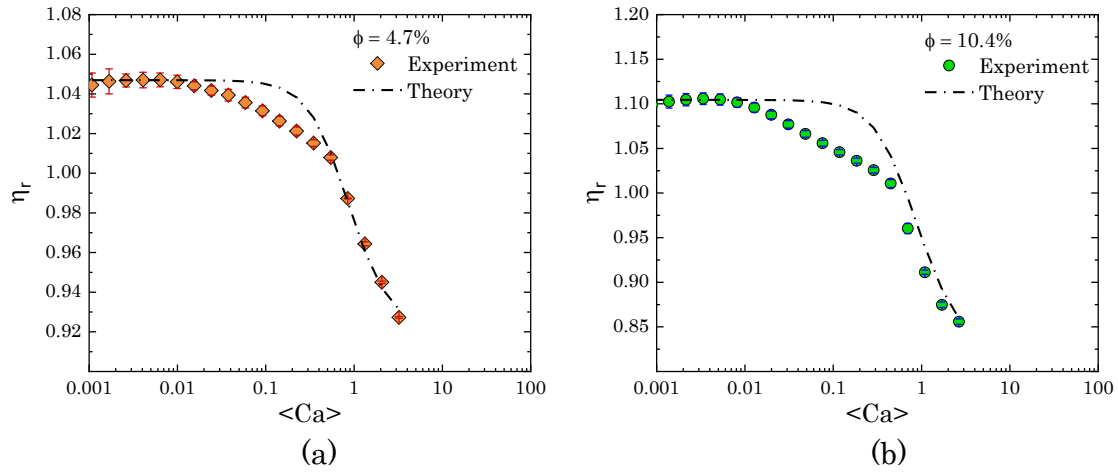 1.08
1.06
1.04
1.02
1.00
0.98
0.96
0.94
0.92
ηr
ϕ = 4.7%
Experiment
Theory
0.001 0.01 0.1 1 10 100
<Ca>
(a)
1.20
1.15
1.10
1.05
1.00
0.95
0.90
0.85
ηr
ϕ = 10.4%
Experiment
Theory
0.001 0.01 0.1 1 10 100
<Ca>
(b)